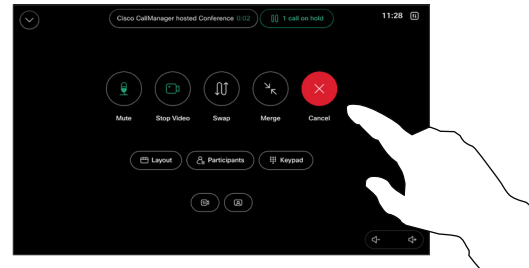 Cisco CallManager hosted Conference 0:02
1 call on hold
11:28
Mute
Stop Video
Swap
Merge
Cancel
Layout
Participants
Keypad